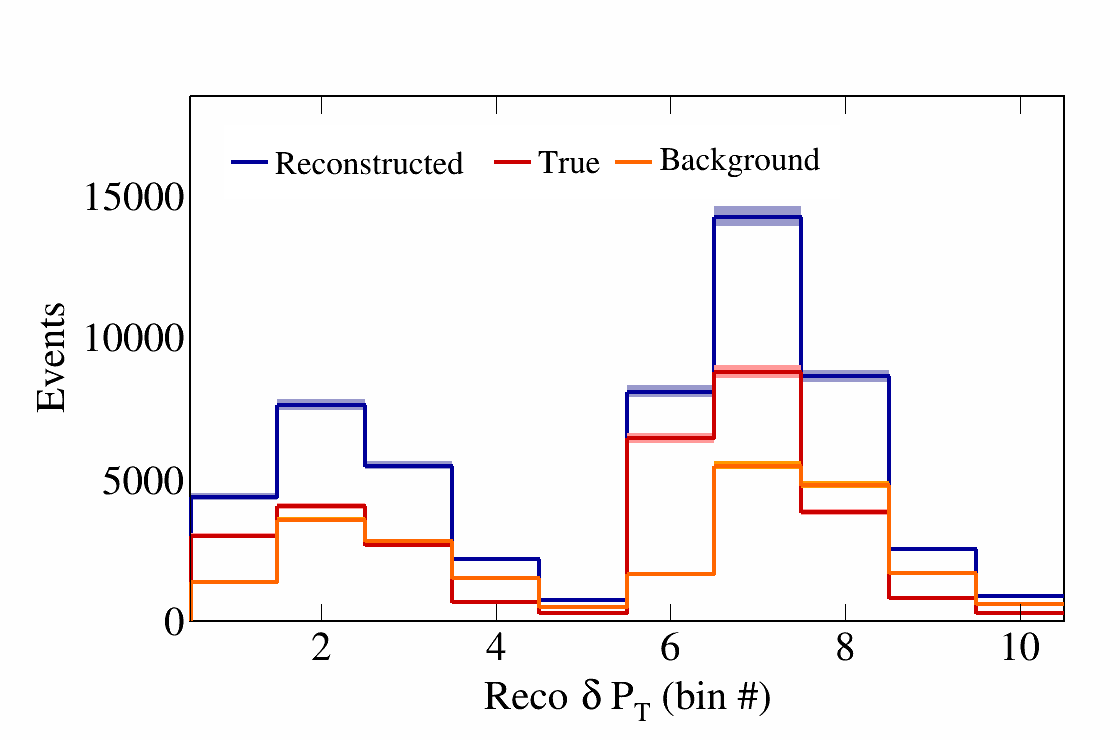 Reconstructed True Background
15000
10000
5000
0
Events
2 4 6 8 10
Reco δ P_T (bin #)